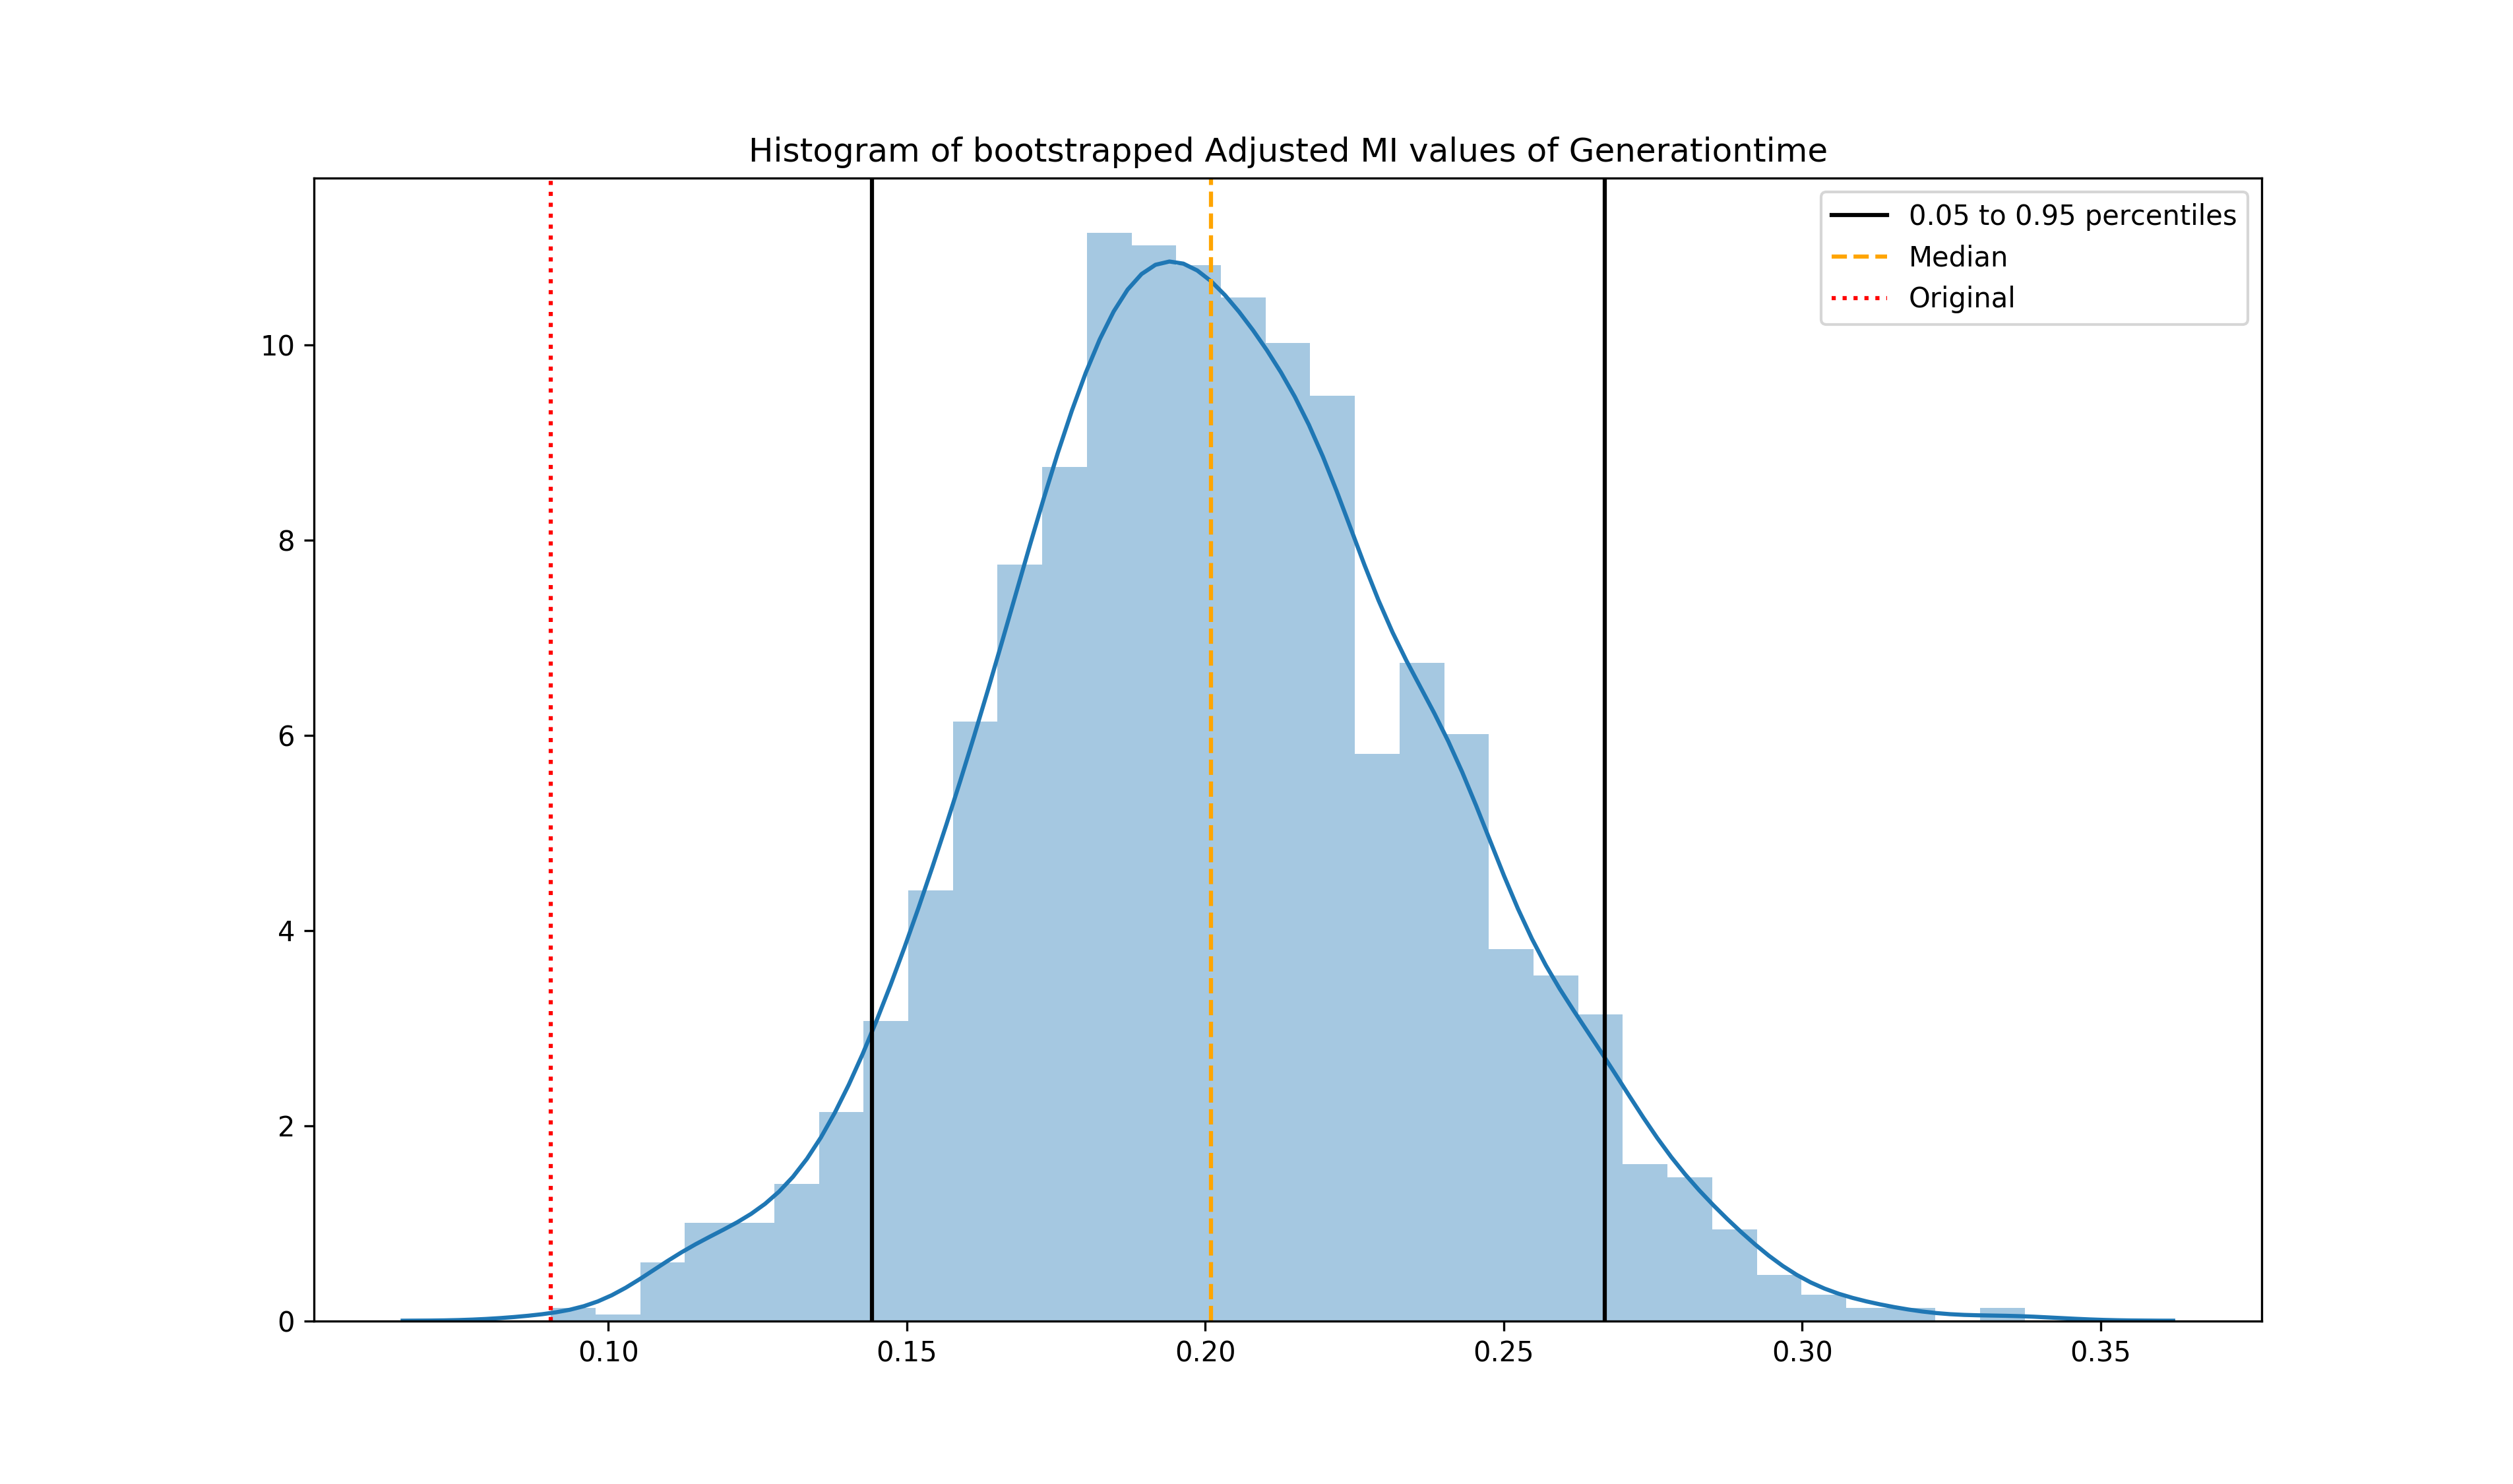 Histogram of bootstrapped Adjusted MI values of Generationtime
0.05 to 0.95 percentiles
Median
Original
10
8
6
4
2
0
0.10 0.15 0.20 0.25 0.30 0.35